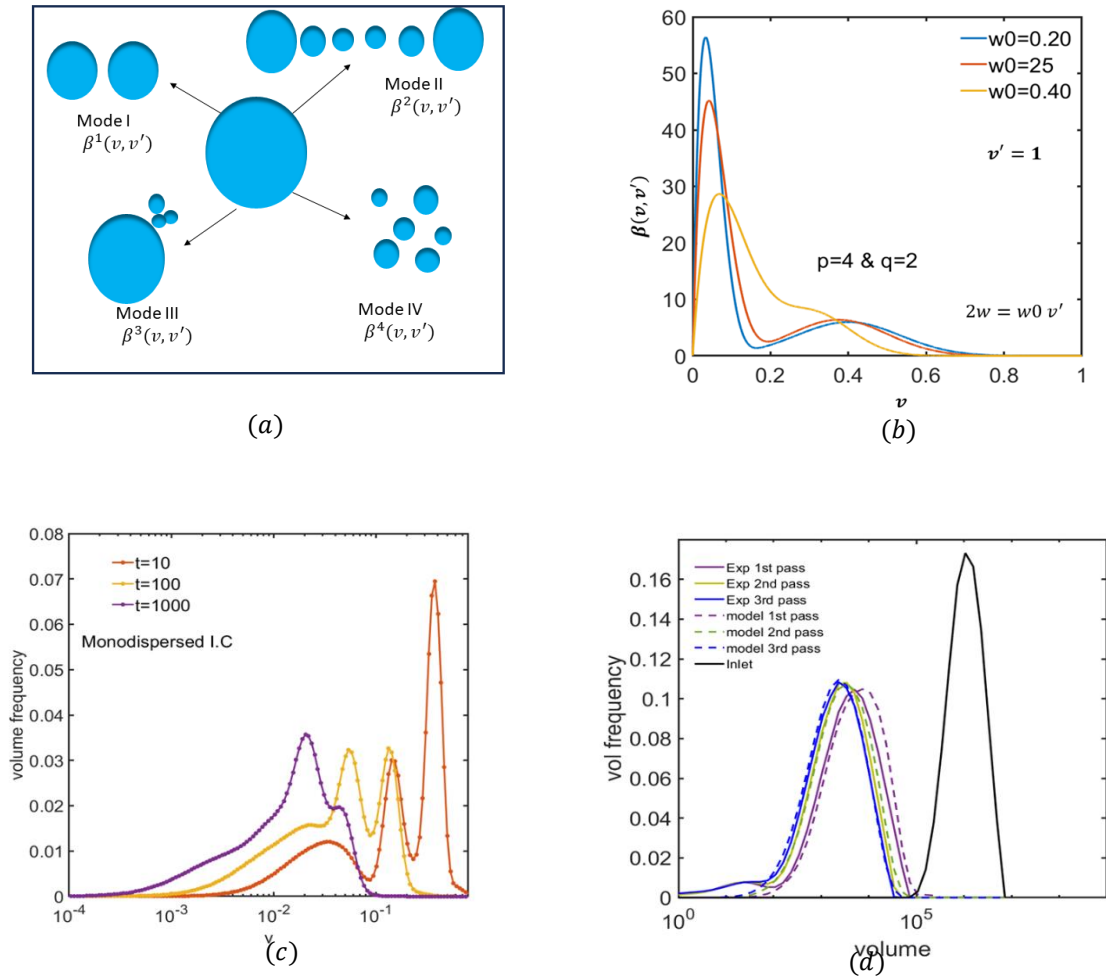 Mode I
β¹(v, v′)
Mode II
β²(v, v′)
Mode III
β³(v, v′)
Mode IV
β⁴(v, v′)
(a)
60
50
40
30
20
10
0
β(v, v′)
w0=0.20
w0=25
w0=0.40
v′ = 1
p=4 & q=2
2w = w0 v′
0 0.2 0.4 0.6 0.8 1
v
(b)
0.08
0.07
0.06
0.05
0.04
0.03
0.02
0.01
0
volume frequency
t=10
t=100
t=1000
Monodispersed I.C
10⁻⁴ 10⁻³ 10⁻² 10⁻¹
v
(c)
0.16
0.14
0.12
0.10
0.08
0.06
0.04
0.02
0
vol frequency
Exp 1st pass
Exp 2nd pass
Exp 3rd pass
model 1st pass
model 2nd pass
model 3rd pass
Inlet
10⁰ 10⁵
volume
(d)